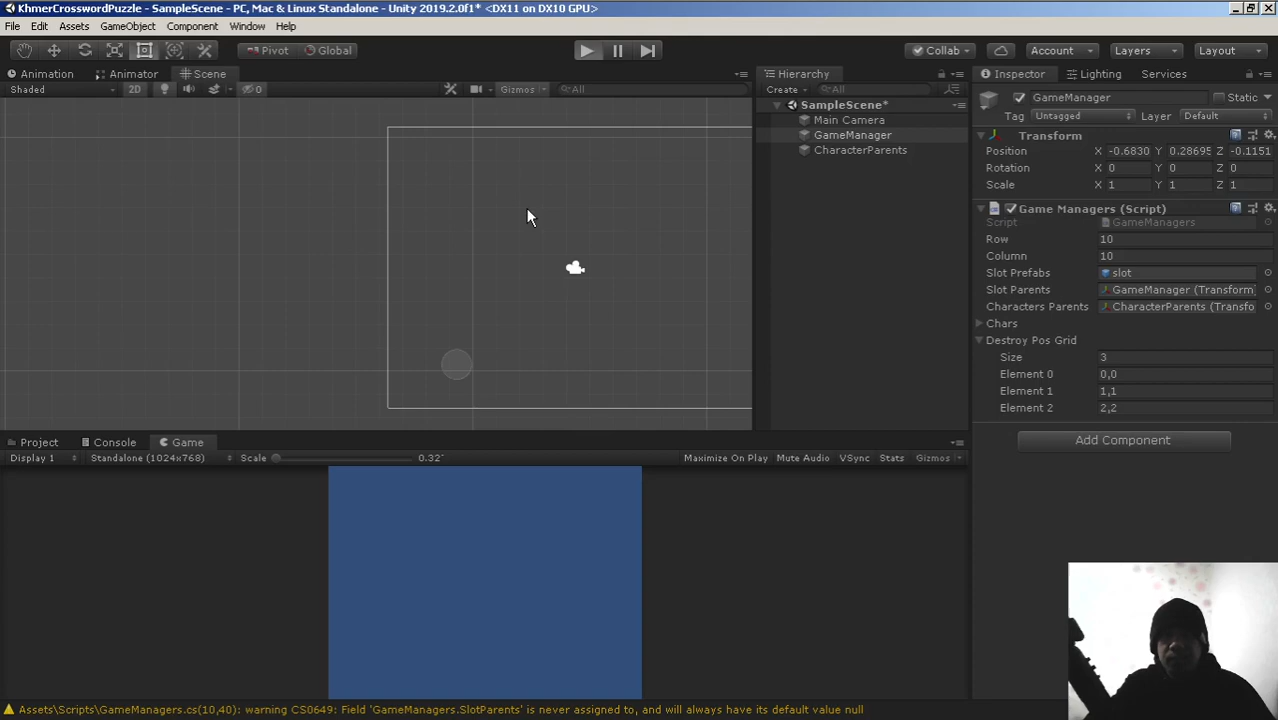 KhmerCrosswordPuzzle - SampleScene - PC, Mac & Linux Standalone - Unity 2019.2.0f1* <DX11 on DX10 GPU>
File Edit Assets GameObject Component Window Help
Pivot Global Collab Account Layers Layout
Animation Animator Scene Hierarchy Inspector Lighting Services
Shaded 2D 0 Gizmos All Create All
GameManager Static
Tag Untagged Layer Default
SampleScene*
Main Camera
GameManager
CharacterParents
Transform
Position X -0.6830 Y 0.28695 Z -0.1151
Rotation X 0 Y 0 Z 0
Scale X 1 Y 1 Z 1
Game Managers (Script)
Script GameManagers
Row 10
Column 10
Slot Prefabs slot
Slot Parents GameManager (Transform)
Characters Parents CharacterParents (Transfo
Chars
Destroy Pos Grid
Size 3
Element 0 0,0
Element 1 1,1
Element 2 2,2
Add Component
Project Console Game
Display 1 Standalone (1024x768) Scale 0.32 Maximize On Play Mute Audio VSync Stats Gizmos
Assets\Scripts\GameManagers.cs(10,40): warning CS0649: Field 'GameManagers.SlotParents' is never assigned to, and will always have its default value null